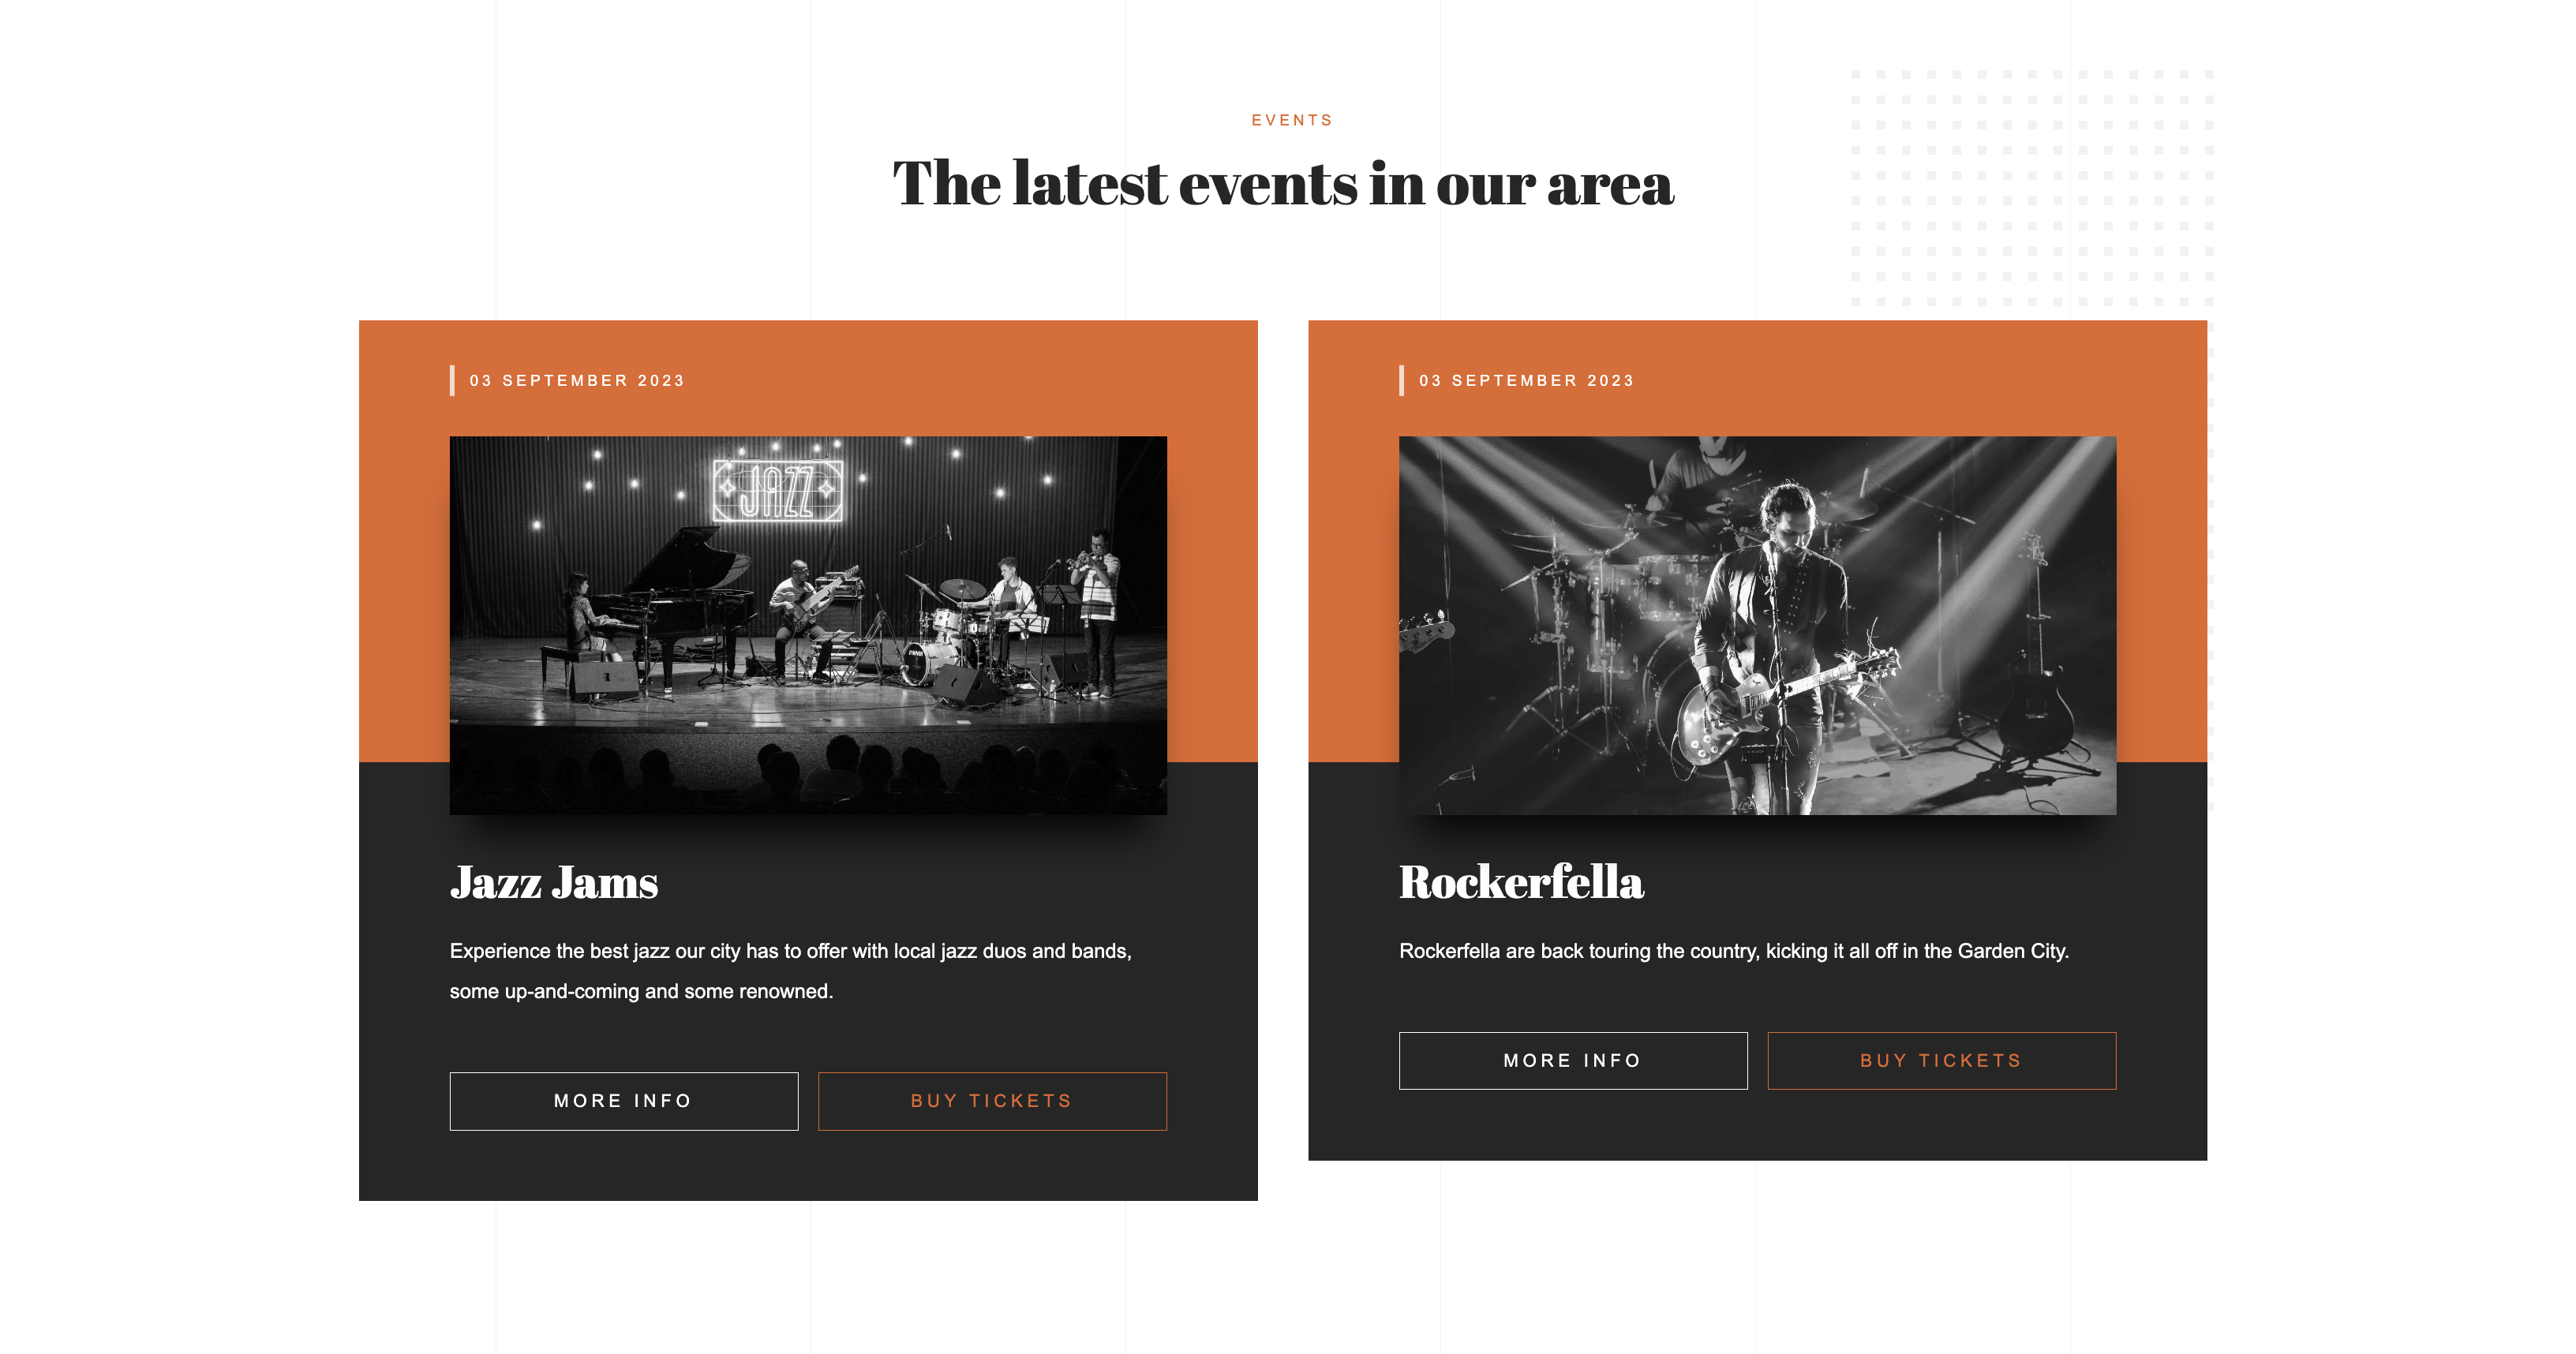 EVENTS
The latest events in our area
03 SEPTEMBER 2023
JAZZ
Jazz Jams
Experience the best jazz our city has to offer with local jazz duos and bands,
some up-and-coming and some renowned.
MORE INFO
BUY TICKETS
03 SEPTEMBER 2023
Rockerfella
Rockerfella are back touring the country, kicking it all off in the Garden City.
MORE INFO
BUY TICKETS